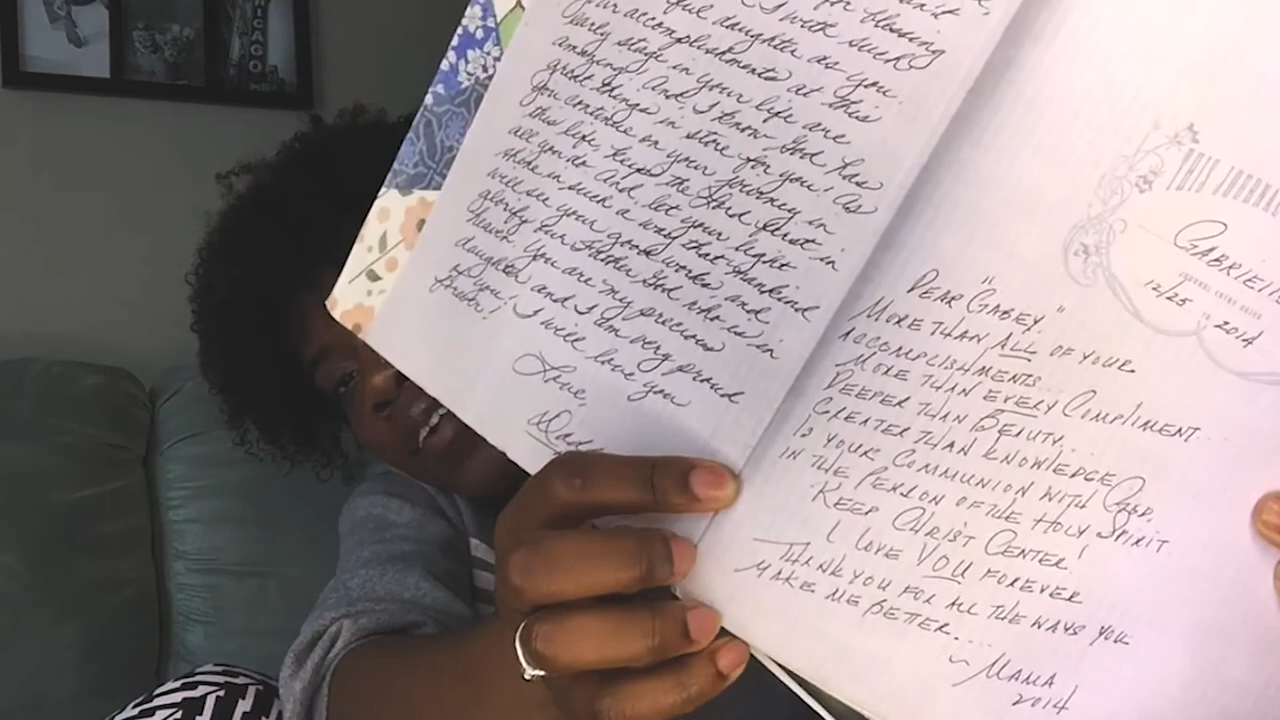 CHICAGO
for blessing
I with such
ful daughter as you.
accomplishments at this
early stage in your life are
amazing! And I know God has
great things in store for you! As
you continue on your journey in
this life, keep the Lord first in
all you do. And, let your light
shine in such a way that mankind
will see your good works and
glorify our Father God who is in
heaven. You are my precious
daughter and I am very proud
of you! I will love you
forever!
Love,
Dad
THIS JOURNA
GABRIELL
12/25
2014
DEAR "GABEY."
MORE THAN ALL OF YOUR
ACCOMPLISHMENTS...
MORE THAN EVERY COMPLIMENT...
DEEPER THAN BEAUTY.
GREATER THAN KNOWLEDGE
IS YOUR COMMUNION WITH GOD.
IN THE PERSON OF THE HOLY SPIRIT.
KEEP CHRIST CENTER!
I LOVE YOU FOREVER
THANK YOU FOR ALL THE WAYS YOU
MAKE ME BETTER....
~ MAMA
2014